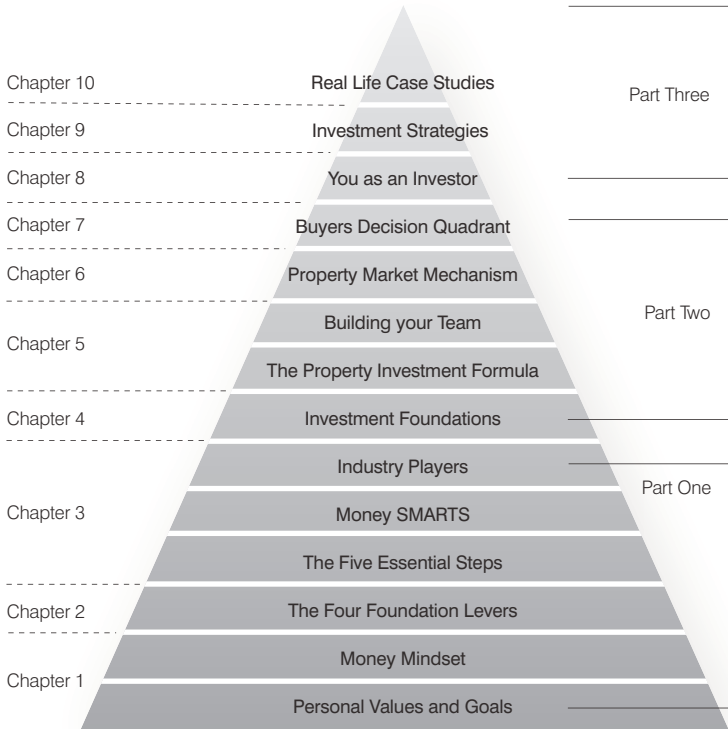 Chapter 10
Real Life Case Studies
Part Three
Chapter 9
Investment Strategies
Chapter 8
You as an Investor
Chapter 7
Buyers Decision Quadrant
Chapter 6
Property Market Mechanism
Building your Team
Part Two
Chapter 5
The Property Investment Formula
Chapter 4
Investment Foundations
Industry Players
Part One
Chapter 3
Money SMARTS
The Five Essential Steps
Chapter 2
The Four Foundation Levers
Money Mindset
Chapter 1
Personal Values and Goals